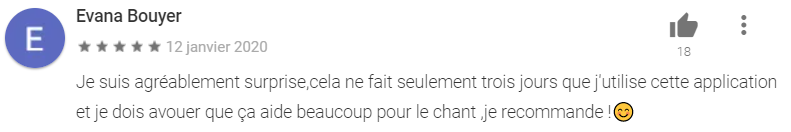 E
Evana Bouyer
12 janvier 2020
18
Je suis agréablement surprise,cela ne fait seulement trois jours que j'utilise cette application
et je dois avouer que ça aide beaucoup pour le chant ,je recommande !😊